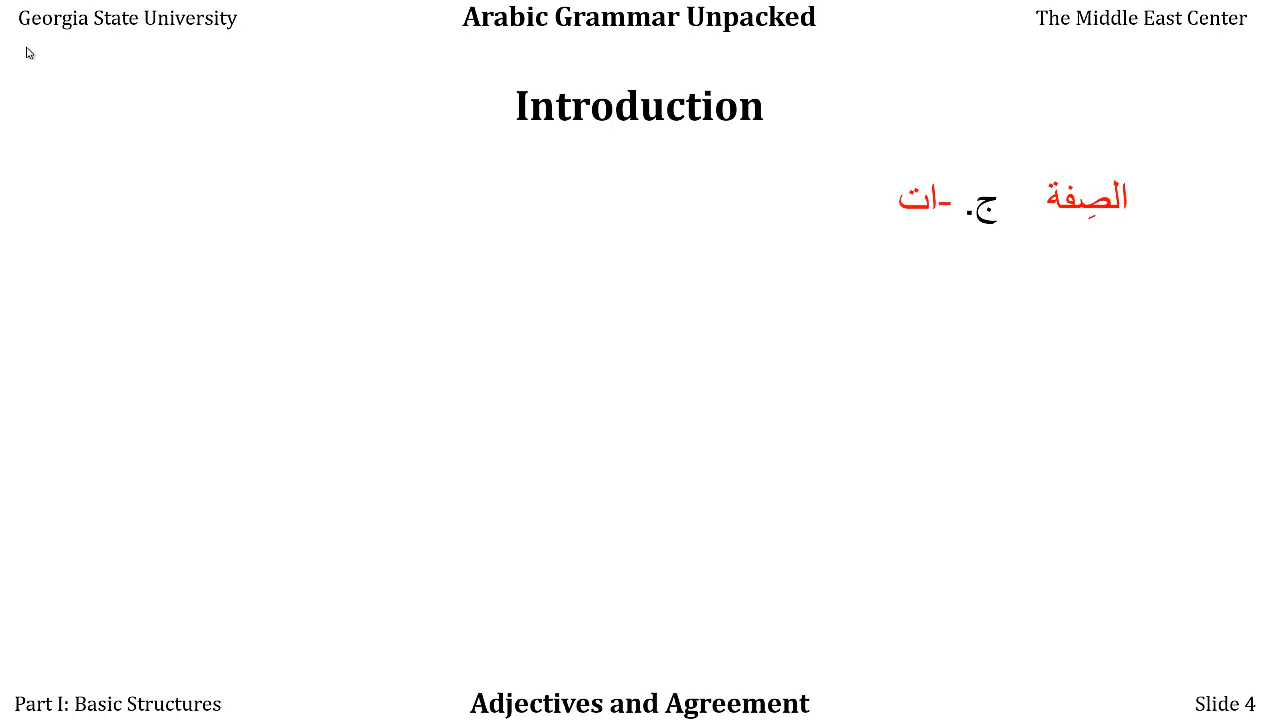 Georgia State University Arabic Grammar Unpacked The Middle East Center
Introduction
الصِفة ج. -ات
Part I: Basic Structures Adjectives and Agreement Slide 4